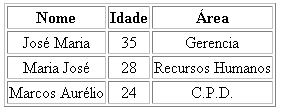 Nome Idade Área
José Maria 35 Gerencia
Maria José 28 Recursos Humanos
Marcos Aurélio 24 C.P.D.